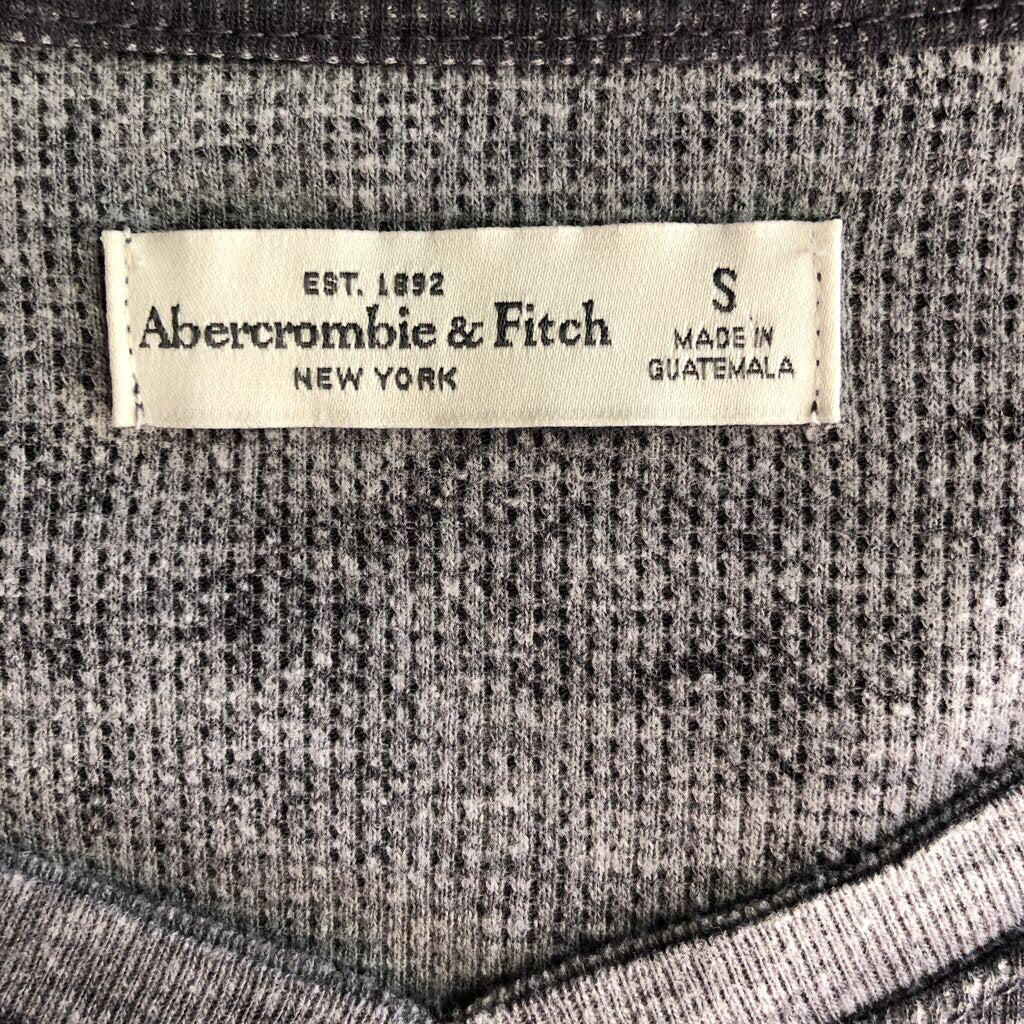 EST. 1892
Abercrombie & Fitch
NEW YORK
S
MADE IN
GUATEMALA